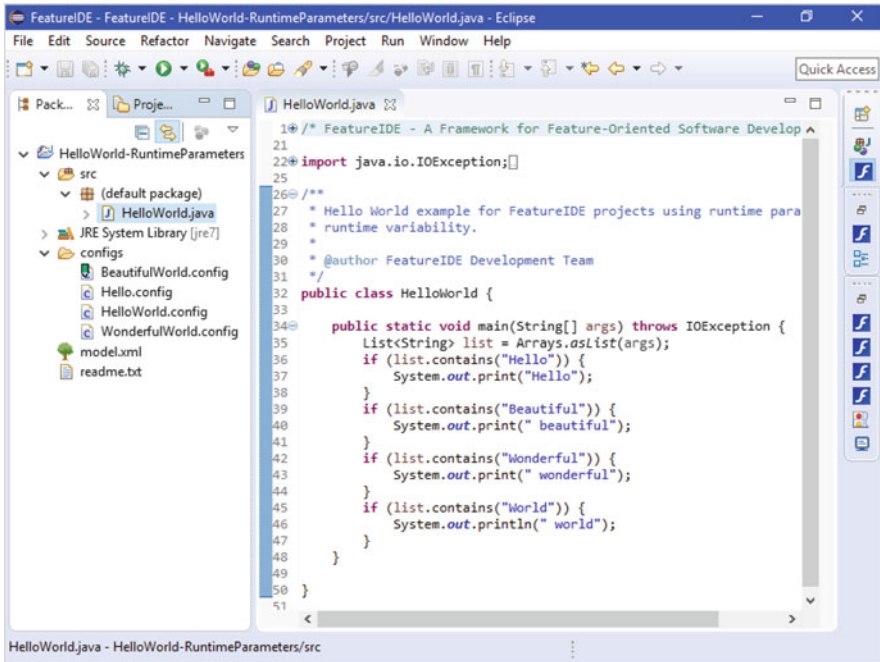 FeatureIDE - FeatureIDE - HelloWorld-RuntimeParameters/src/HelloWorld.java - Eclipse
File Edit Source Refactor Navigate Search Project Run Window Help
Quick Access
Pack... Proje...
HelloWorld-RuntimeParameters
src
(default package)
HelloWorld.java
JRE System Library [jre7]
configs
BeautifulWorld.config
Hello.config
HelloWorld.config
WonderfulWorld.config
model.xml
readme.txt
HelloWorld.java
1 /* FeatureIDE - A Framework for Feature-Oriented Software Develop
21
22 import java.io.IOException;
25
26 /**
27 * Hello World example for FeatureIDE projects using runtime para
28 * runtime variability.
29 *
30 * @author FeatureIDE Development Team
31 */
32 public class HelloWorld {
33
34 public static void main(String[] args) throws IOException {
35 List<String> list = Arrays.asList(args);
36 if (list.contains("Hello")) {
37 System.out.print("Hello");
38 }
39 if (list.contains("Beautiful")) {
40 System.out.print(" beautiful");
41 }
42 if (list.contains("Wonderful")) {
43 System.out.print(" wonderful");
44 }
45 if (list.contains("World")) {
46 System.out.println(" world");
47 }
48 }
49
50 }
51
HelloWorld.java - HelloWorld-RuntimeParameters/src